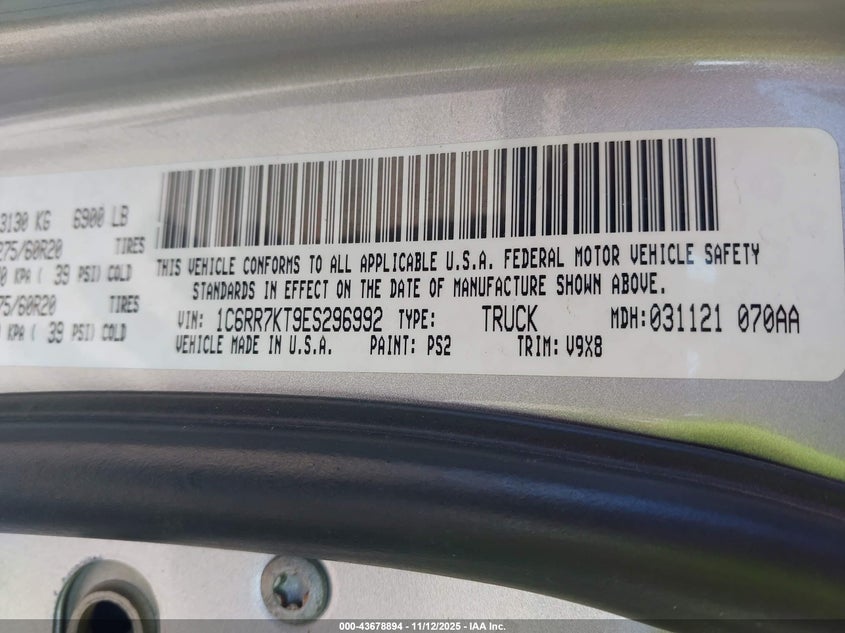 3130 KG 6900 LB
275/60R20 TIRES
KPA ( 39 PSI) COLD
75/60R20 TIRES
KPA ( 39 PSI) COLD
THIS VEHICLE CONFORMS TO ALL APPLICABLE U.S.A. FEDERAL MOTOR VEHICLE SAFETY
STANDARDS IN EFFECT ON THE DATE OF MANUFACTURE SHOWN ABOVE.
VIN: 1C6RR7KT9ES296992 TYPE: TRUCK MDH:031121 070AA
VEHICLE MADE IN U.S.A. PAINT: PS2 TRIM: V9X8
000-43678894 - 11/12/2025 - IAA Inc.